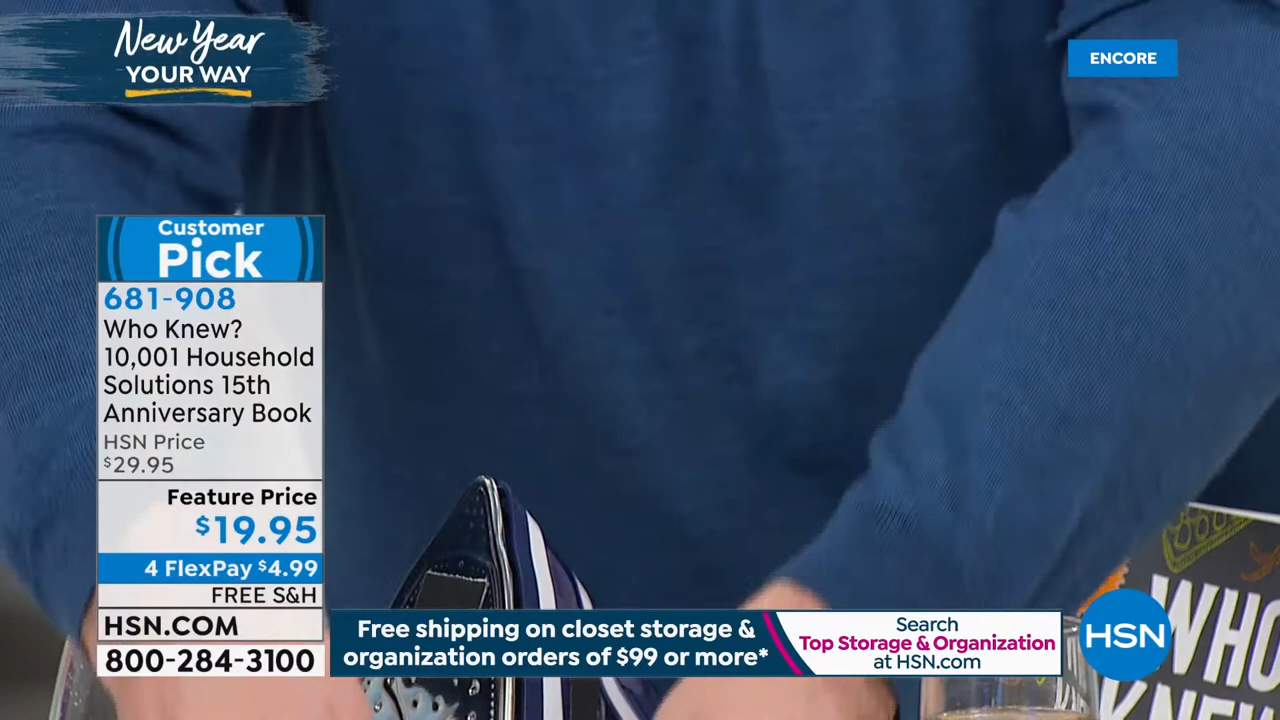 New Year
YOUR WAY
ENCORE
Customer
Pick
681-908
Who Knew?
10,001 Household
Solutions 15th
Anniversary Book
HSN Price
$29.95
Feature Price
$19.95
4 FlexPay $4.99
FREE S&H
HSN.COM
800-284-3100
Free shipping on closet storage &
organization orders of $99 or more*
Search
Top Storage & Organization
at HSN.com
HSN
WHO
KNEW